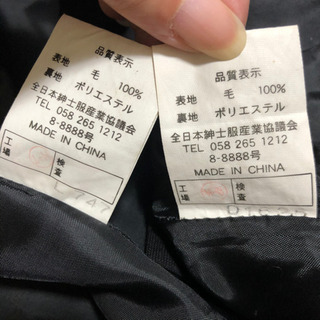 品質表示
表地 毛 100%
裏地 ポリエステル
全日本紳士服産業協議会
TEL 058 265 1212
8-8888号
MADE IN CHINA
工場 検査
品質表示
表地 毛 100%
裏地 ポリエステル
全日本紳士服産業協議会
TEL 058 265 1212
8-8888号
MADE IN CHINA
工場 検査